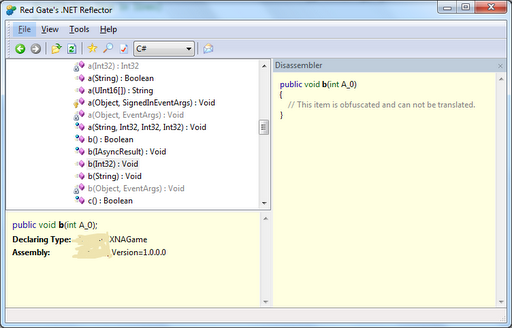 Red Gate's .NET Reflector
File View Tools Help
C#
a(Int32) : Int32
a(String) : Boolean
a(UInt16[]) : String
a(Object, SignedInEventArgs) : Void
a(Object, EventArgs) : Void
a(String, Int32, Int32, Int32) : Void
b() : Boolean
b(IAsyncResult) : Void
b(Int32) : Void
b(String) : Void
b(Object, EventArgs) : Void
c() : Boolean
Disassembler
public void b(int A_0)
{
// This item is obfuscated and can not be translated.
}
public void b(int A_0);
Declaring Type: XNAGame
Assembly: Version=1.0.0.0